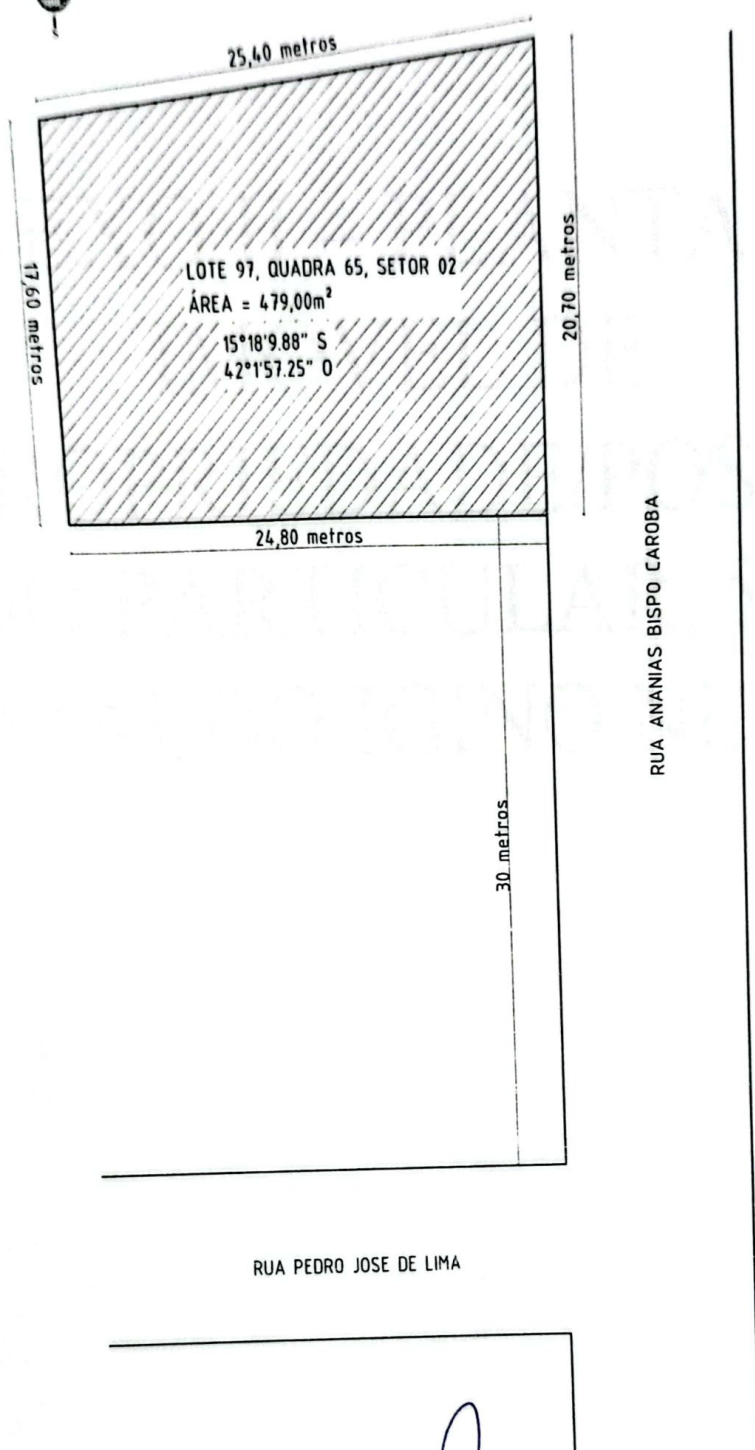 25,40 metros
17,60 metros
LOTE 97, QUADRA 65, SETOR 02
ÁREA = 479,00m²
15°18'9.88" S
42°1'57.25" O
20,70 metros
24,80 metros
RUA ANANIAS BISPO CAROBA
30 metros
RUA PEDRO JOSE DE LIMA